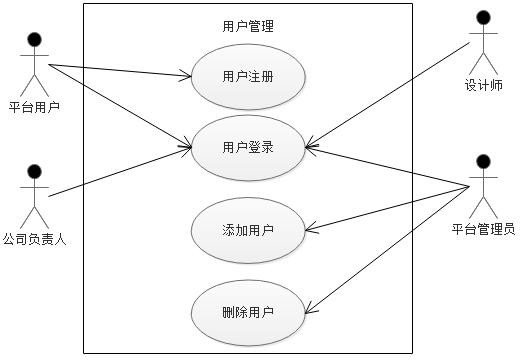 用户管理
平台用户
用户注册
设计师
用户登录
公司负责人
平台管理员
添加用户
删除用户